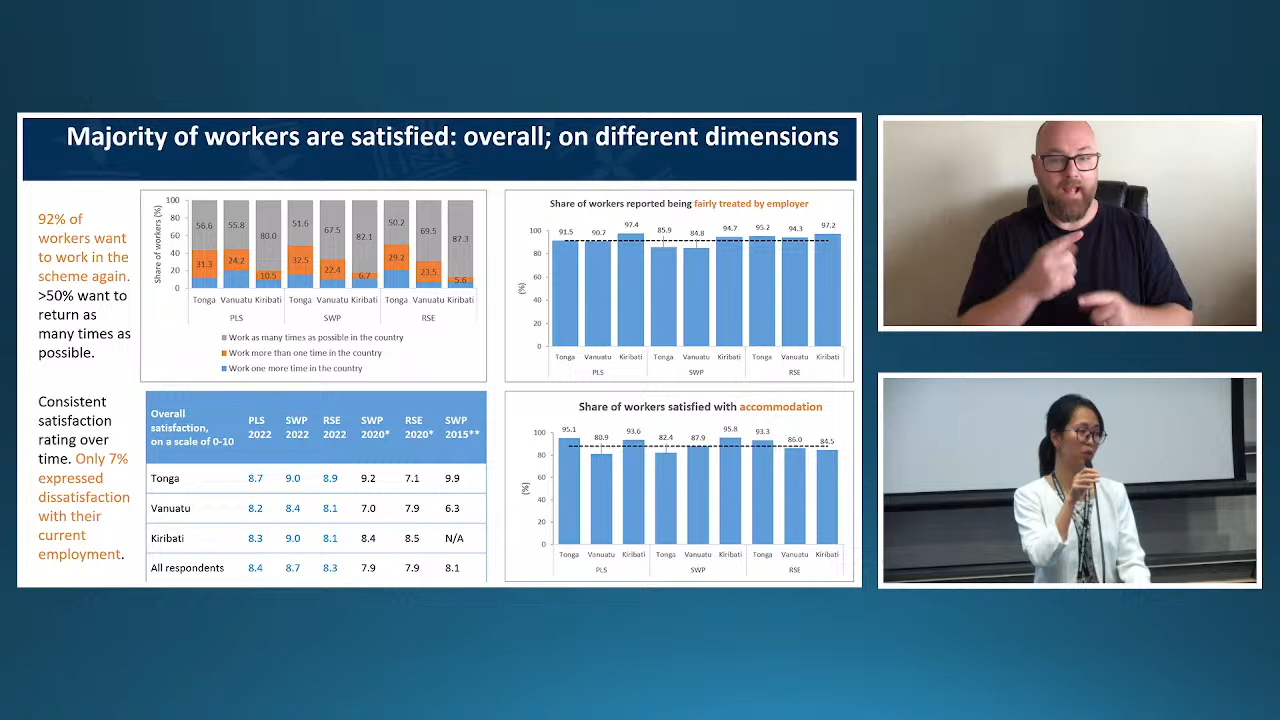 Majority of workers are satisfied: overall; on different dimensions
92% of
workers want
to work in the
scheme again.
>50% want to
return as
many times as
possible.
Consistent
satisfaction
rating over
time. Only 7%
expressed
dissatisfaction
with their
current
employment.
Share of workers (%)
100
80
60
40
20
0
56.6 55.8 80.0 51.6 67.5 82.1 50.2 69.5 87.3
31.3 24.2 10.5 32.5 22.4 6.7 29.2 23.5 5.6
Tonga Vanuatu Kiribati Tonga Vanuatu Kiribati Tonga Vanuatu Kiribati
PLS SWP RSE
Work as many times as possible in the country
Work more than one time in the country
Work one more time in the country
Share of workers reported being fairly treated by employer
(%)
100
80
60
40
20
0
91.5 90.7 97.4 85.9 84.8 94.7 95.2 94.3 97.2
Tonga Vanuatu Kiribati Tonga Vanuatu Kiribati Tonga Vanuatu Kiribati
PLS SWP RSE
Overall satisfaction, on a scale of 0-10 PLS 2022 SWP 2022 RSE 2022 SWP 2020* RSE 2020* SWP 2015**
Tonga 8.7 9.0 8.9 9.2 7.1 9.9
Vanuatu 8.2 8.4 8.1 7.0 7.9 6.3
Kiribati 8.3 9.0 8.1 8.4 8.5 N/A
All respondents 8.4 8.7 8.3 7.9 7.9 8.1
Share of workers satisfied with accommodation
(%)
100
80
60
40
20
0
95.1 80.9 93.6 82.4 87.9 95.8 93.3 86.0 84.5
Tonga Vanuatu Kiribati Tonga Vanuatu Kiribati Tonga Vanuatu Kiribati
PLS SWP RSE